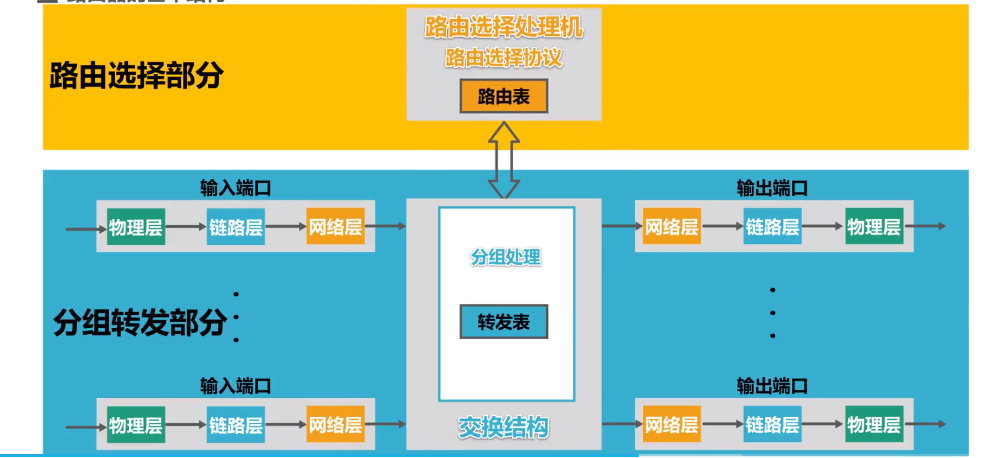 路由选择处理机
路由选择协议
路由表
路由选择部分
输入端口
物理层
链路层
网络层
输出端口
网络层
链路层
物理层
分组处理
转发表
交换结构
分组转发部分
输入端口
物理层
链路层
网络层
输出端口
网络层
链路层
物理层